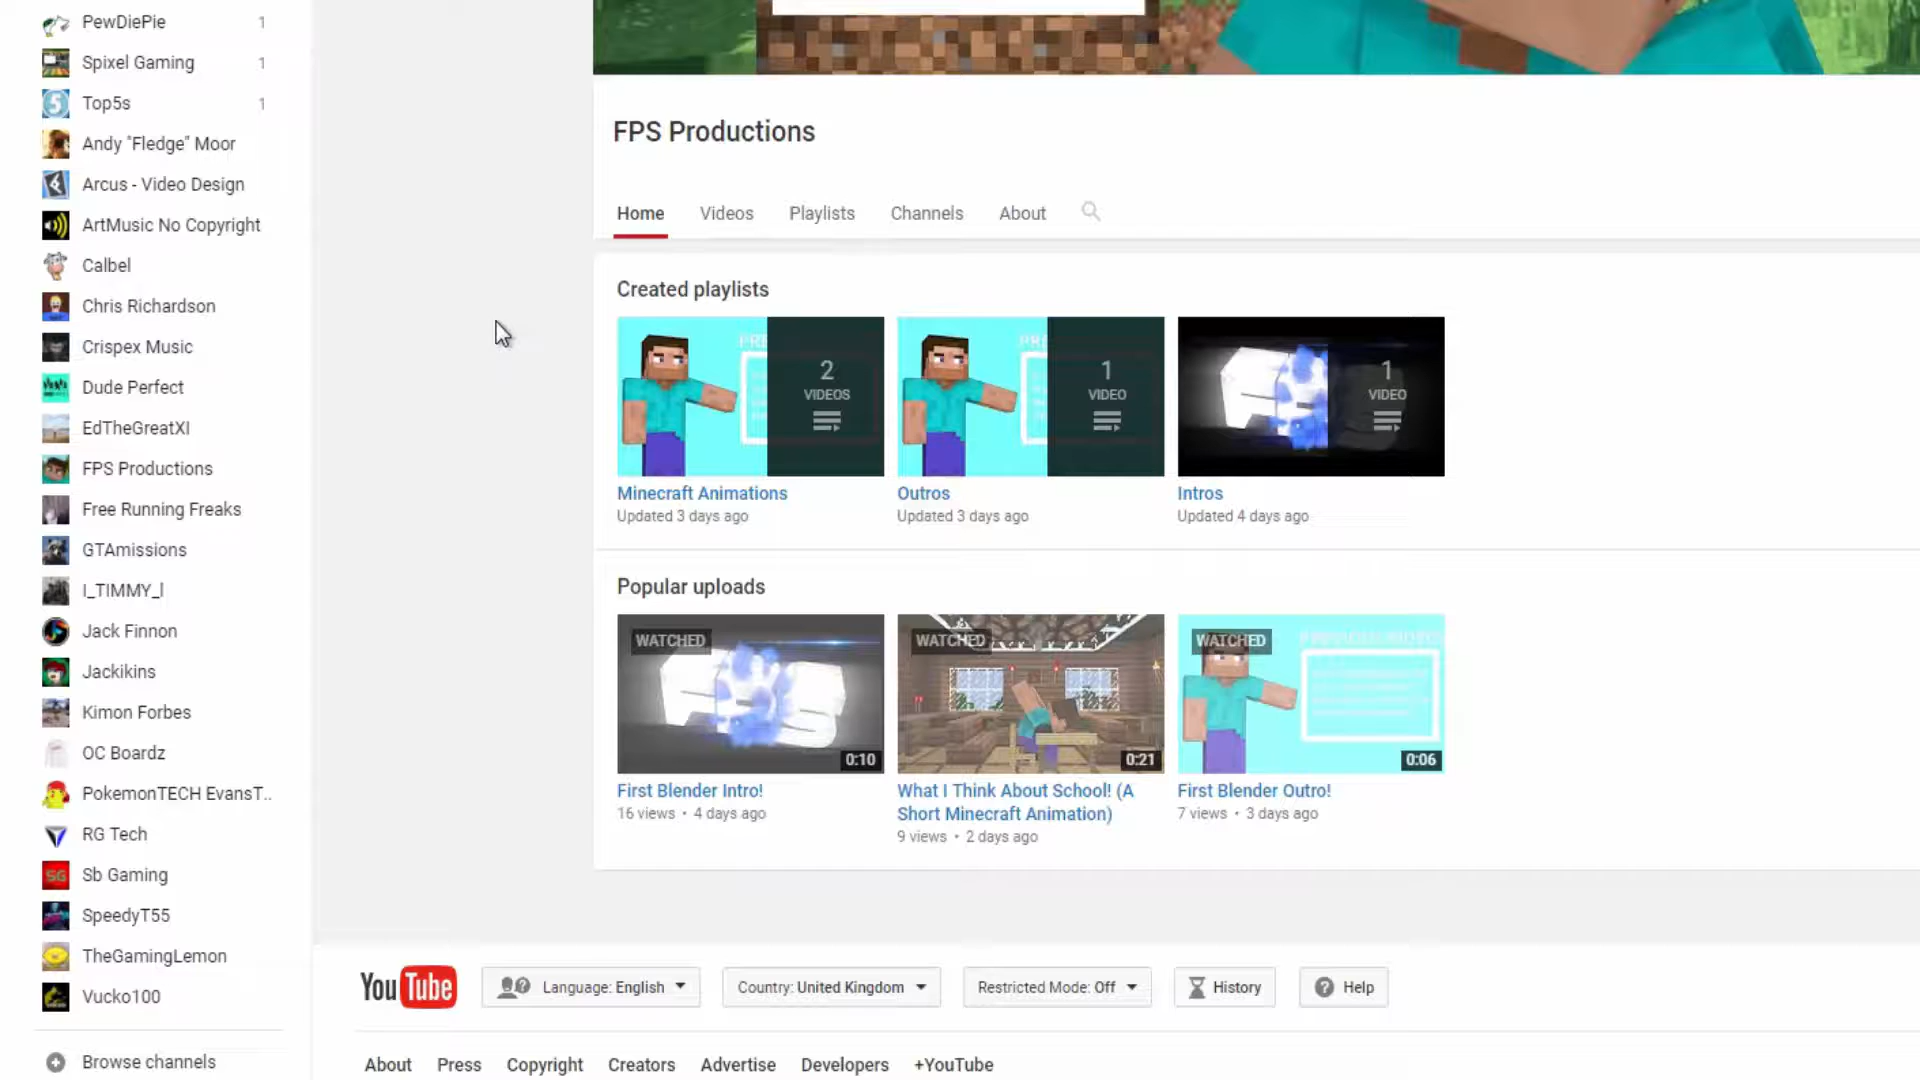 PewDiePie 1
Spixel Gaming 1
Top5s 1
Andy "Fledge" Moor
Arcus - Video Design
ArtMusic No Copyright
Calbel
Chris Richardson
Crispex Music
Dude Perfect
EdTheGreatXI
FPS Productions
Free Running Freaks
GTAmissions
I_TIMMY_I
Jack Finnon
Jackikins
Kimon Forbes
OC Boardz
PokemonTECH EvansT..
RG Tech
Sb Gaming
SpeedyT55
TheGamingLemon
Vucko100
Browse channels
FPS Productions
Home Videos Playlists Channels About
Created playlists
2
VIDEOS
Minecraft Animations
Updated 3 days ago
1
VIDEO
Outros
Updated 3 days ago
1
VIDEO
Intros
Updated 4 days ago
Popular uploads
WATCHED
0:10
First Blender Intro!
16 views • 4 days ago
WATCHED
0:21
What I Think About School! (A
Short Minecraft Animation)
9 views • 2 days ago
WATCHED
0:06
First Blender Outro!
7 views • 3 days ago
YouTube
Language: English
Country: United Kingdom
Restricted Mode: Off
History
Help
About Press Copyright Creators Advertise Developers +YouTube